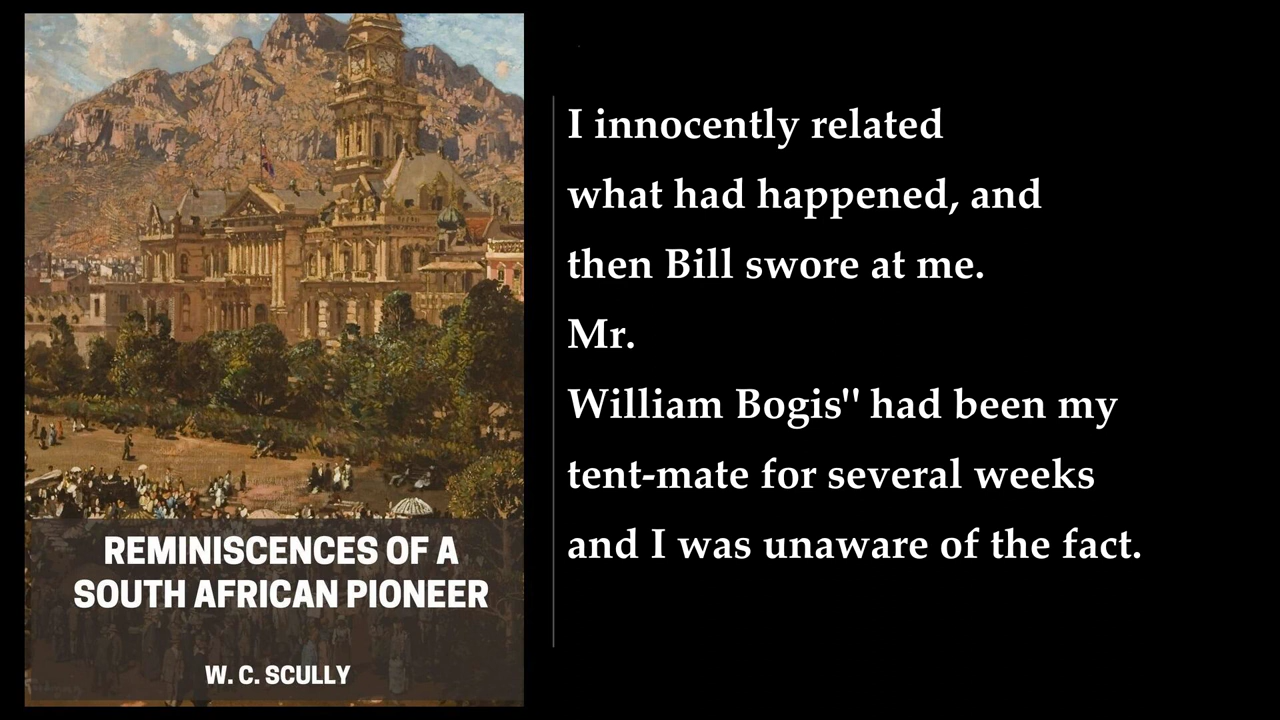 REMINISCENCES OF A
SOUTH AFRICAN PIONEER
W. C. SCULLY
I innocently related
what had happened, and
then Bill swore at me.
Mr.
William Bogis" had been my
tent-mate for several weeks
and I was unaware of the fact.